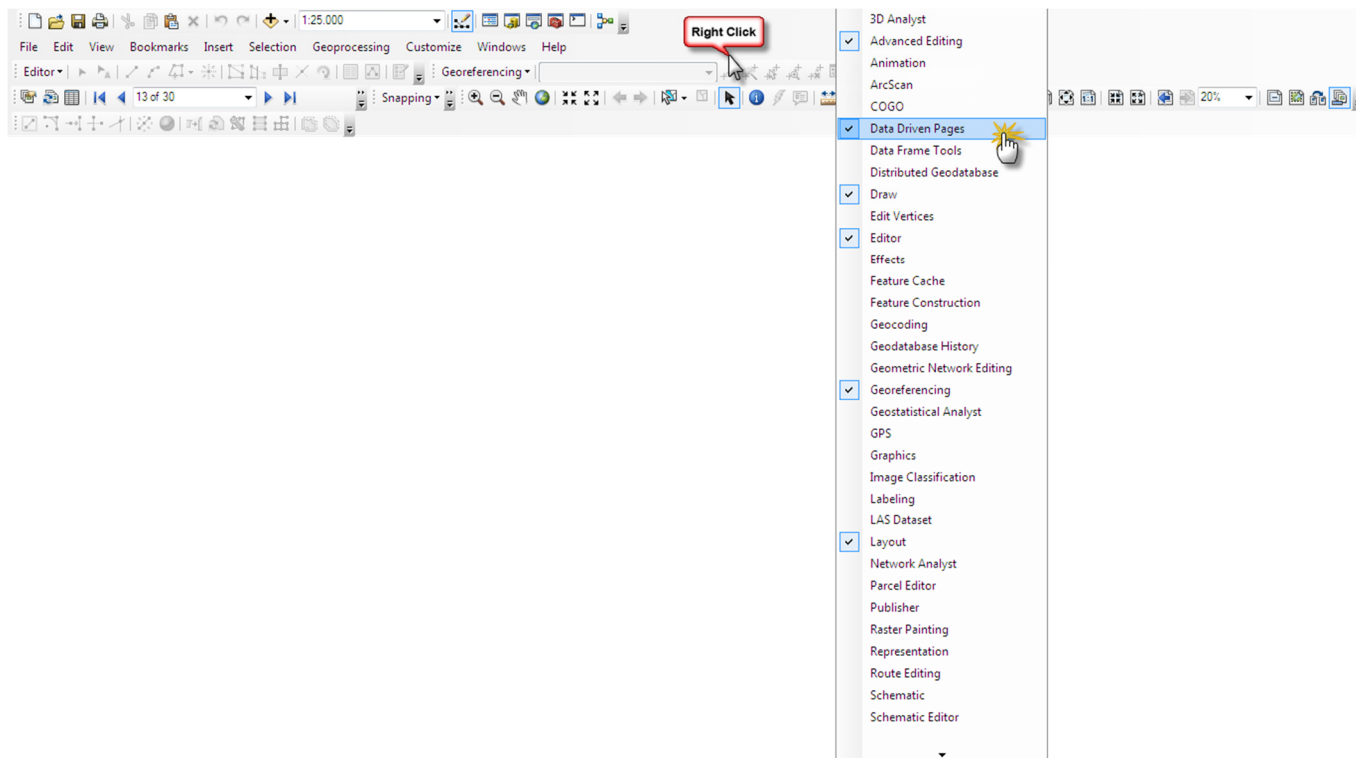 1:25.000
Right Click
File Edit View Bookmarks Insert Selection Geoprocessing Customize Windows Help
Editor Georeferencing
13 of 30 Snapping 20%
3D Analyst
Advanced Editing
Animation
ArcScan
COGO
Data Driven Pages
Data Frame Tools
Distributed Geodatabase
Draw
Edit Vertices
Editor
Effects
Feature Cache
Feature Construction
Geocoding
Geodatabase History
Geometric Network Editing
Georeferencing
Geostatistical Analyst
GPS
Graphics
Image Classification
Labeling
LAS Dataset
Layout
Network Analyst
Parcel Editor
Publisher
Raster Painting
Representation
Route Editing
Schematic
Schematic Editor